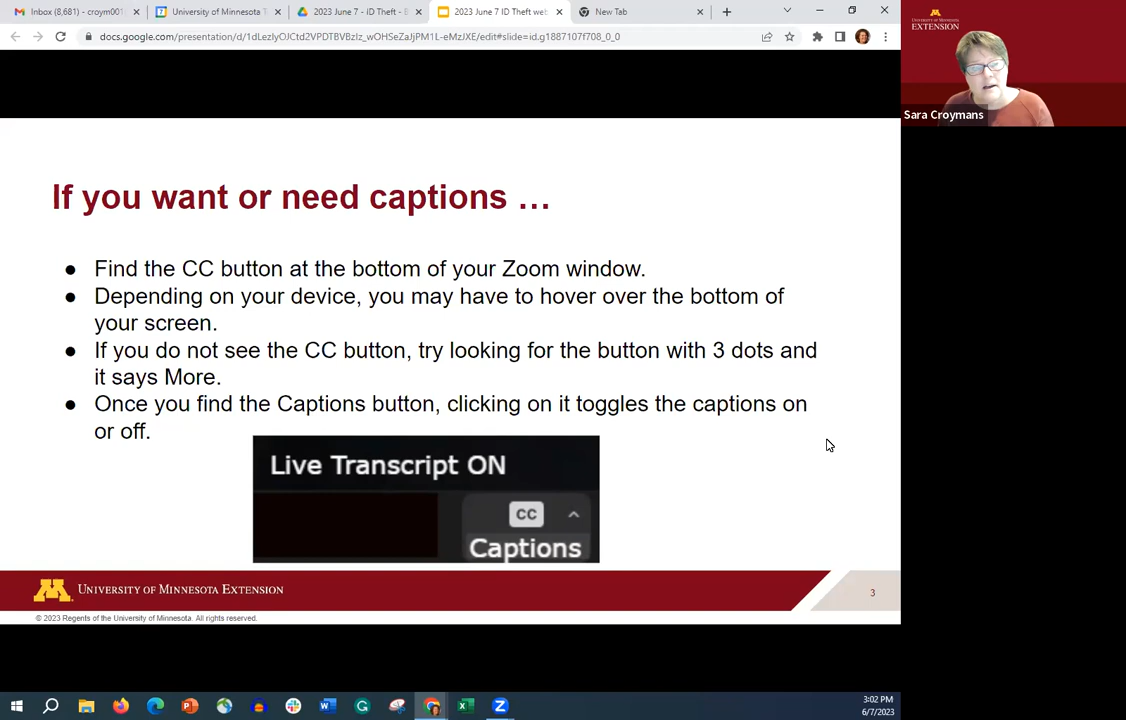 Inbox (8,681) - croym001
University of Minnesota T
2023 June 7 - iD Theft - E
2023 June 7 ID Theft web
New Tab
docs.google.com/presentation/d/1dLezIyOJCtd2VPDTBVBzIz_wOHSeZaJjPM1L-eMzJXE/edit#slide=id.g1887107f708_0_0
UNIVERSITY OF MINNESOTA
EXTENSION
Sara Croymans
If you want or need captions …
● Find the CC button at the bottom of your Zoom window.
● Depending on your device, you may have to hover over the bottom of
your screen.
● If you do not see the CC button, try looking for the button with 3 dots and
it says More.
● Once you find the Captions button, clicking on it toggles the captions on
or off.
Live Transcript ON
CC
Captions
UNIVERSITY OF MINNESOTA EXTENSION
3
© 2023 Regents of the University of Minnesota. All rights reserved.
3:02 PM
6/7/2023